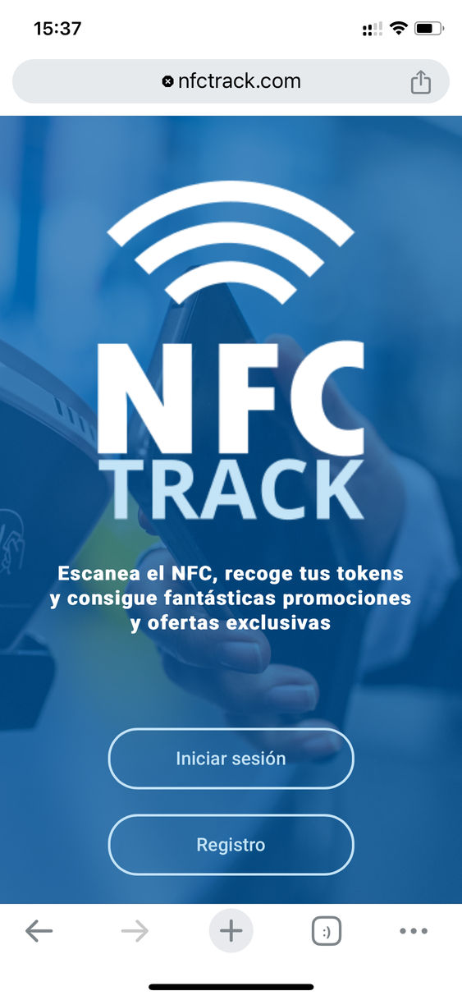 15:37
nfctrack.com
NFC
TRACK
Escanea el NFC, recoge tus tokens
y consigue fantásticas promociones
y ofertas exclusivas
Iniciar sesión
Registro
:)